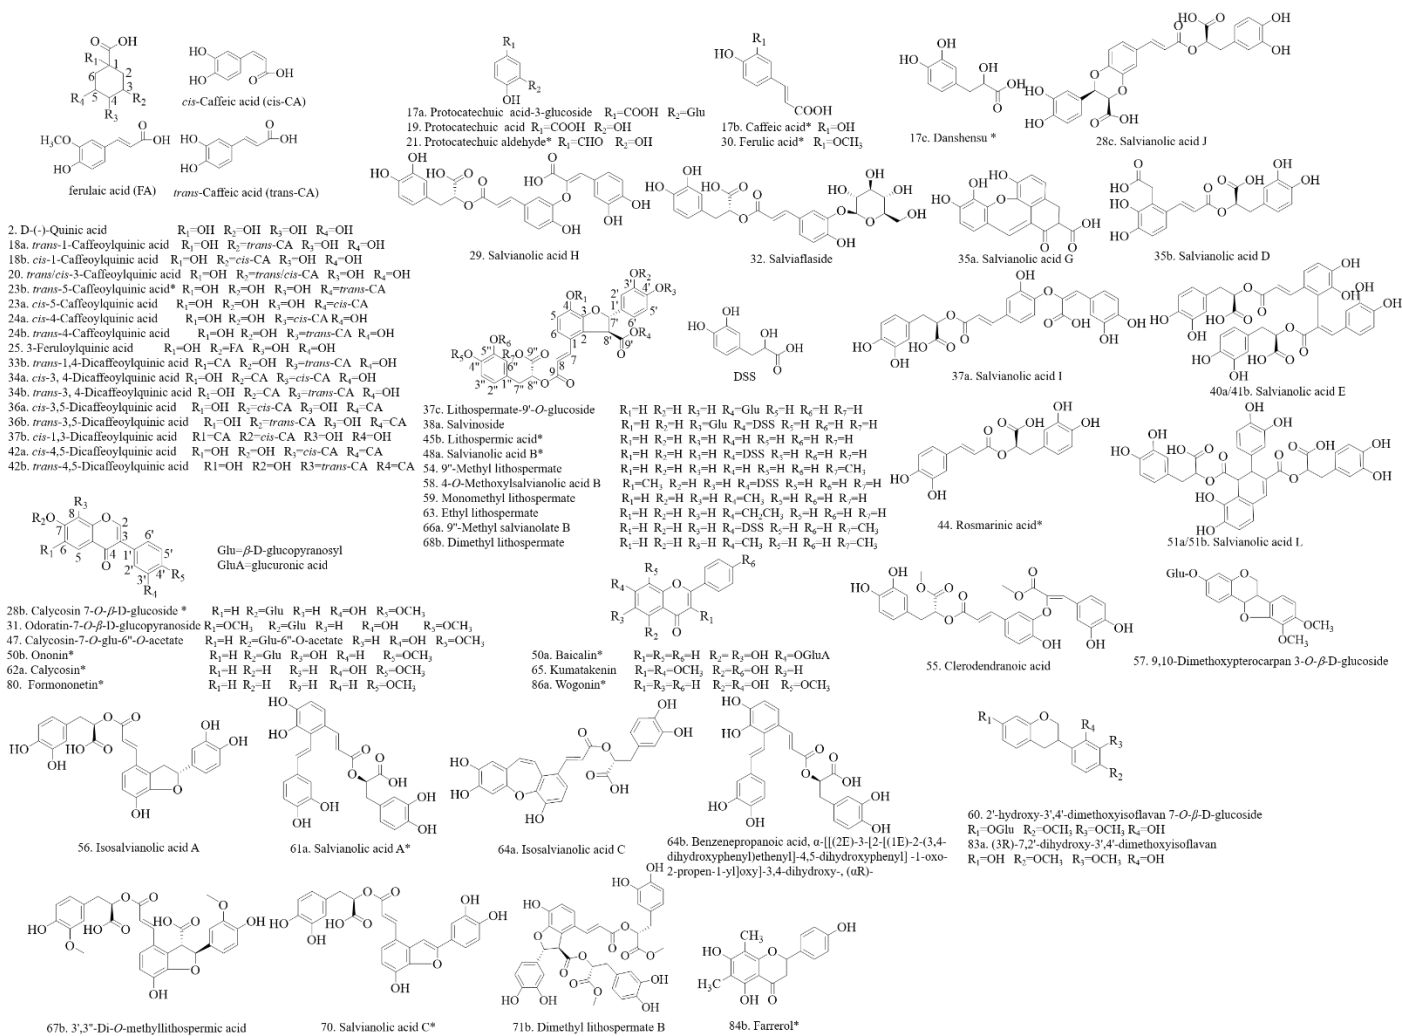 cis-Caffeic acid (cis-CA)
ferulaic acid (FA)
trans-Caffeic acid (trans-CA)
17a. Protocatechuic acid-3-glucoside R₁=COOH R₂=Glu
19. Protocatechuic acid R₁=COOH R₂=OH
21. Protocatechuic aldehyde* R₁=CHO R₂=OH
17b. Caffeic acid* R₁=OH
30. Ferulic acid* R₁=OCH₃
17c. Danshensu *
28c. Salvianolic acid J
29. Salvianolic acid H
32. Salviaflaside
35a. Salvianolic acid G
35b. Salvianolic acid D
2. D-(-)-Quinic acid R₁=OH R₂=OH R₃=OH R₄=OH
18a. trans-1-Caffeoylquinic acid R₁=OH R₂=trans-CA R₃=OH R₄=OH
18b. cis-1-Caffeoylquinic acid R₁=OH R₂=cis-CA R₃=OH R₄=OH
20. trans/cis-3-Caffeoylquinic acid R₁=OH R₂=trans/cis-CA R₃=OH R₄=OH
23b. trans-5-Caffeoylquinic acid* R₁=OH R₂=OH R₃=OH R₄=trans-CA
23a. cis-5-Caffeoylquinic acid R₁=OH R₂=OH R₃=OH R₄=cis-CA
24a. cis-4-Caffeoylquinic acid R₁=OH R₂=OH R₃=cis-CA R₄=OH
24b. trans-4-Caffeoylquinic acid R₁=OH R₂=OH R₃=trans-CA R₄=OH
25. 3-Feruloylquinic acid R₁=OH R₂=FA R₃=OH R₄=OH
33b. trans-1,4-Dicaffeoylquinic acid R₁=CA R₂=OH R₃=trans-CA R₄=OH
34a. cis-3, 4-Dicaffeoylquinic acid R₁=OH R₂=CA R₃=cis-CA R₄=OH
34b. trans-3, 4-Dicaffeoylquinic acid R₁=OH R₂=CA R₃=trans-CA R₄=OH
36a. cis-3,5-Dicaffeoylquinic acid R₁=OH R₂=cis-CA R₃=OH R₄=CA
36b. trans-3,5-Dicaffeoylquinic acid R₁=OH R₂=trans-CA R₃=OH R₄=CA
37b. cis-1,3-Dicaffeoylquinic acid R1=CA R2=cis-CA R3=OH R4=OH
42a. cis-4,5-Dicaffeoylquinic acid R₁=OH R₂=OH R₃=cis-CA R₄=CA
42b. trans-4,5-Dicaffeoylquinic acid R1=OH R2=OH R3=trans-CA R4=CA
DSS
37a. Salvianolic acid I
40a/41b. Salvianolic acid E
37c. Lithospermate-9'-O-glucoside R₁=H R₂=H R₃=H R₄=Glu R₅=H R₆=H R₇=H
38a. Salvinoside R₁=H R₂=H R₃=Glu R₄=DSS R₅=H R₆=H R₇=H
45b. Lithospermic acid* R₁=H R₂=H R₃=H R₄=H R₅=H R₆=H R₇=H
48a. Salvianolic acid B* R₁=H R₂=H R₃=H R₄=DSS R₅=H R₆=H R₇=H
54. 9''-Methyl lithospermate R₁=H R₂=H R₃=H R₄=H R₅=H R₆=H R₇=CH₃
58. 4-O-Methoxylsalvianolic acid B R₁=CH₃ R₂=H R₃=H R₄=DSS R₅=H R₆=H R₇=H
59. Monomethyl lithospermate R₁=H R₂=H R₃=H R₄=CH₃ R₅=H R₆=H R₇=H
63. Ethyl lithospermate R₁=H R₂=H R₃=H R₄=CH₂CH₃ R₅=H R₆=H R₇=H
66a. 9''-Methyl salvianolate B R₁=H R₂=H R₃=H R₄=DSS R₅=H R₆=H R₇=CH₃
68b. Dimethyl lithospermate R₁=H R₂=H R₃=H R₄=CH₃ R₅=H R₆=H R₇=CH₃
44. Rosmarinic acid*
51a/51b. Salvianolic acid L
Glu=β-D-glucopyranosyl
GluA=glucuronic acid
28b. Calycosin 7-O-β-D-glucoside * R₁=H R₂=Glu R₃=H R₄=OH R₅=OCH₃
31. Odoratin-7-O-β-D-glucopyranoside R₁=OCH₃ R₂=Glu R₃=H R₄=OH R₅=OCH₃
47. Calycosin-7-O-glu-6''-O-acetate R₁=H R₂=Glu-6''-O-acetate R₃=H R₄=OH R₅=OCH₃
50b. Ononin* R₁=H R₂=Glu R₃=OH R₄=H R₅=OCH₃
62a. Calycosin* R₁=H R₂=H R₃=H R₄=OH R₅=OCH₃
80. Formononetin* R₁=H R₂=H R₃=H R₄=H R₅=OCH₃
50a. Baicalin* R₁=R₅=R₆=H R₂=R₃=OH R₄=OGluA
65. Kumatakenin R₁=R₄=OCH₃ R₃=R₅=H R₂=R₆=OH
86a. Wogonin* R₁=R₃=R₆=H R₂=R₄=OH R₅=OCH₃
55. Clerodendranoic acid
57. 9,10-Dimethoxypterocarpan 3-O-β-D-glucoside
56. Isosalvianolic acid A
61a. Salvianolic acid A*
64a. Isosalvianolic acid C
64b. Benzenepropanoic acid, α-[[(2E)-3-[2-[(1E)-2-(3,4-
dihydroxyphenyl)ethenyl]-4,5-dihydroxyphenyl] -1-oxo-
2-propen-1-yl]oxy]-3,4-dihydroxy-, (αR)-
60. 2'-hydroxy-3',4'-dimethoxyisoflavan 7-O-β-D-glucoside
R₁=OGlu R₂=OCH₃ R₃=OCH₃ R₄=OH
83a. (3R)-7,2'-dihydroxy-3',4'-dimethoxyisoflavan
R₁=OH R₂=OCH₃ R₃=OCH₃ R₄=OH
67b. 3',3''-Di-O-methyllithospermic acid
70. Salvianolic acid C*
71b. Dimethyl lithospermate B
84b. Farrerol*